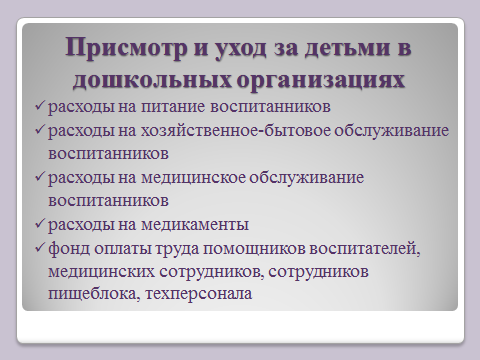 Присмотр и уход за детьми в
дошкольных организациях
✓расходы на питание воспитанников
✓расходы на хозяйственное-бытовое обслуживание
воспитанников
✓расходы на медицинское обслуживание
воспитанников
✓расходы на медикаменты
✓фонд оплаты труда помощников воспитателей,
медицинских сотрудников, сотрудников
пищеблока, техперсонала